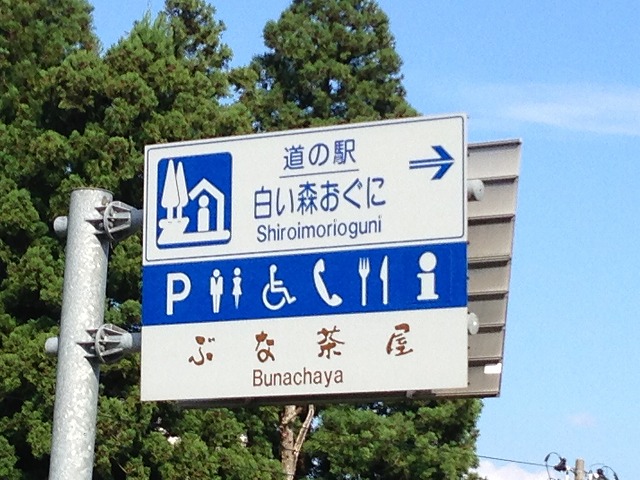 道の駅
白い森おぐに
Shiroimorioguni
P
ぶな茶屋
Bunachaya